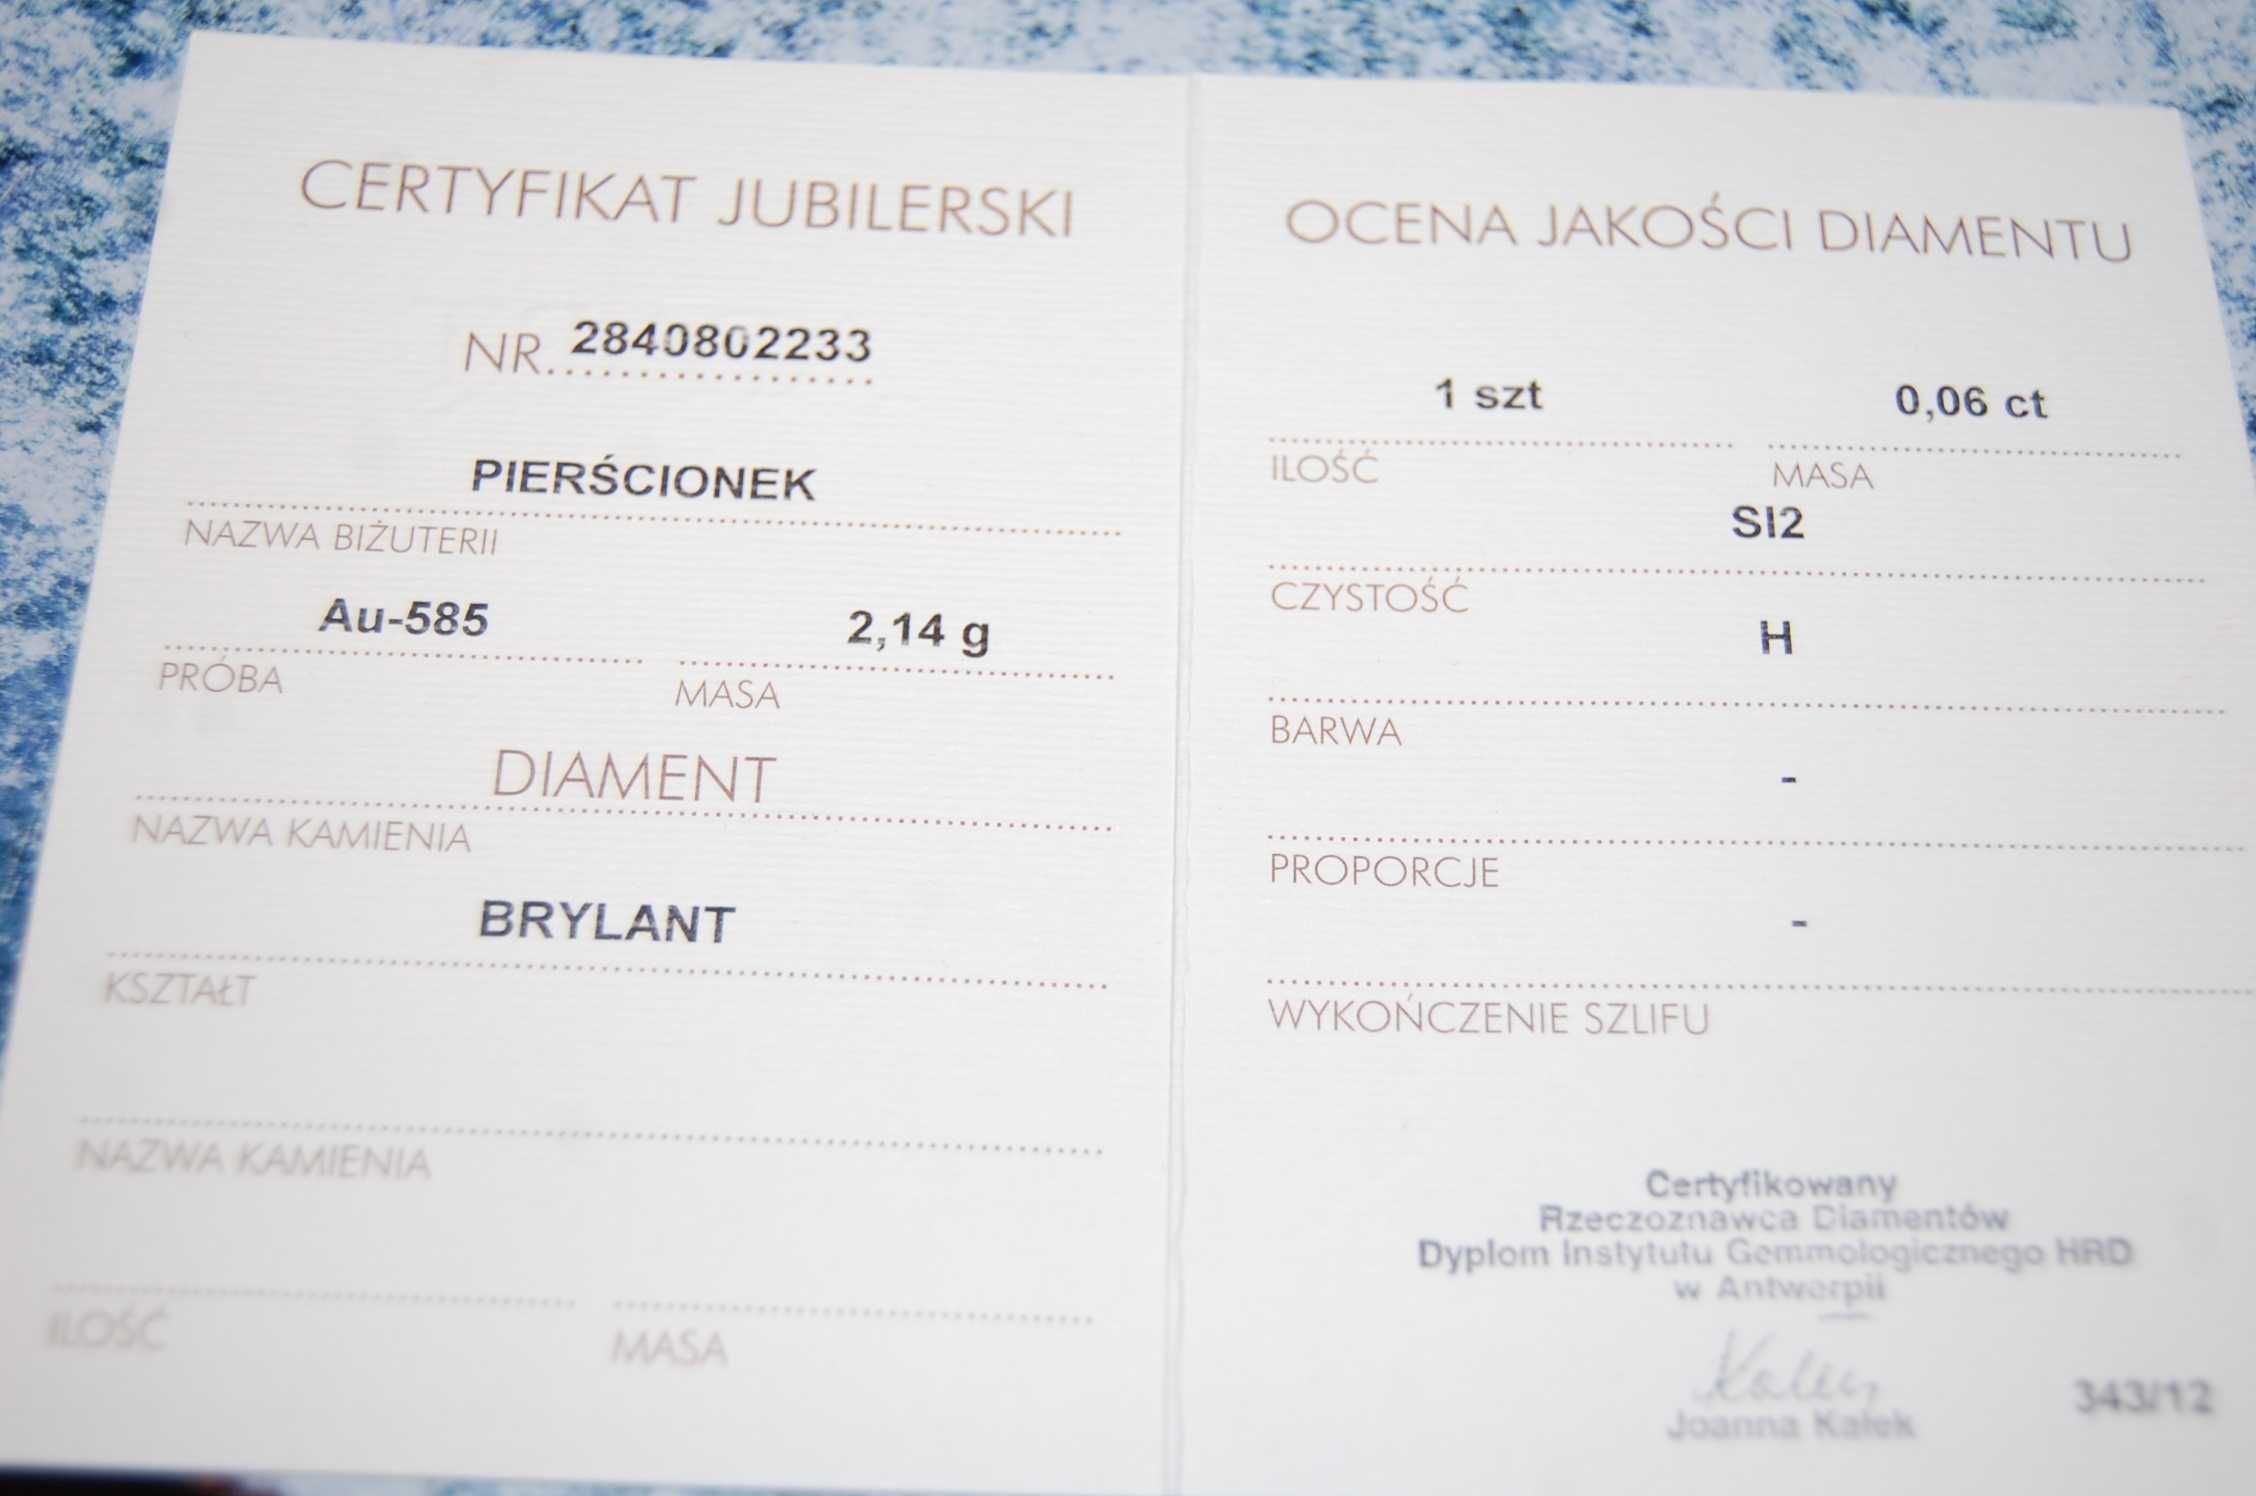 CERTYFIKAT JUBILERSKI
NR. 2840802233
PIERŚCIONEK
NAZWA BIŻUTERII
Au-585 2,14 g
PRÓBA MASA
DIAMENT
NAZWA KAMIENIA
BRYLANT
KSZTAŁT
NAZWA KAMIENIA
ILOŚĆ MASA
OCENA JAKOŚCI DIAMENTU
1 szt 0,06 ct
ILOŚĆ MASA
SI2
CZYSTOŚĆ
H
BARWA
-
PROPORCJE
-
WYKOŃCZENIE SZLIFU
Certyfikowany
Rzeczoznawca Diamentów
Dyplom Instytutu Gemmologicznego HRD
w Antwerpii
Joanna Kałek 343/12